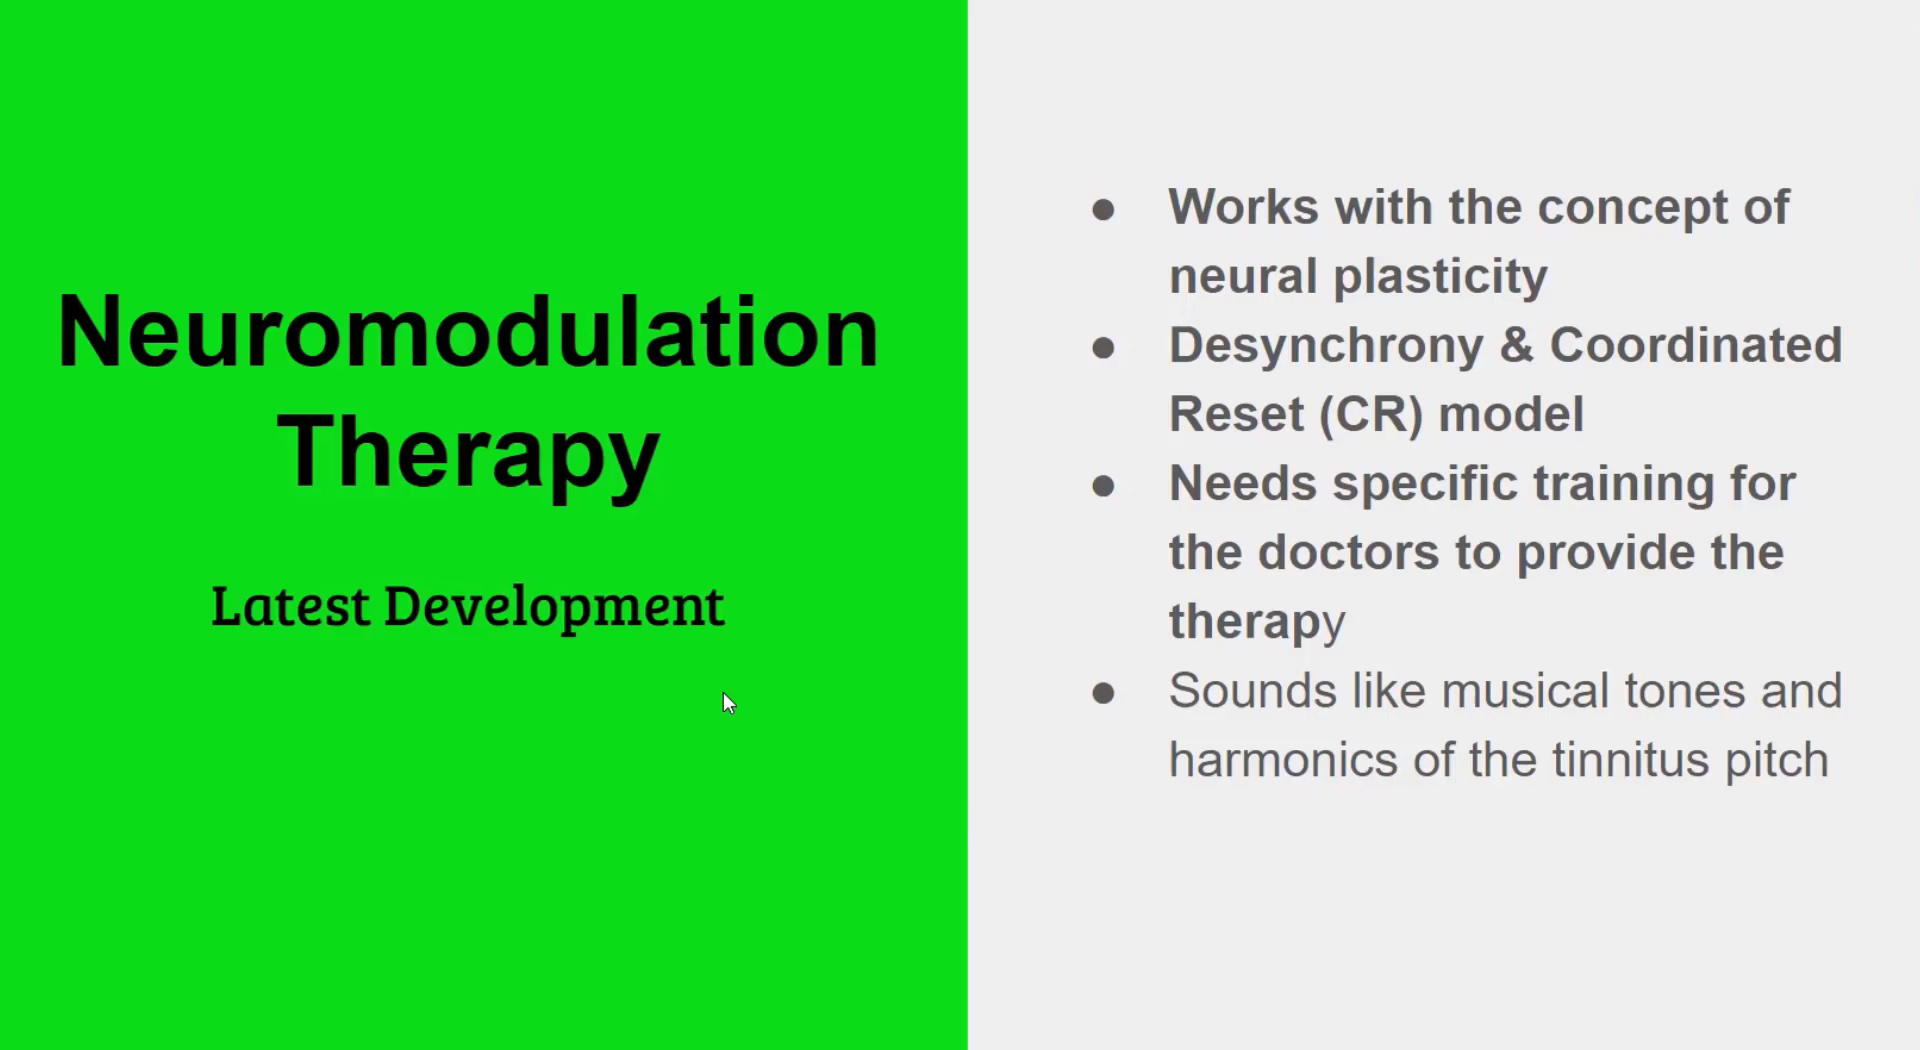 Neuromodulation
Therapy
Latest Development
● Works with the concept of
neural plasticity
● Desynchrony & Coordinated
Reset (CR) model
● Needs specific training for
the doctors to provide the
therapy
● Sounds like musical tones and
harmonics of the tinnitus pitch